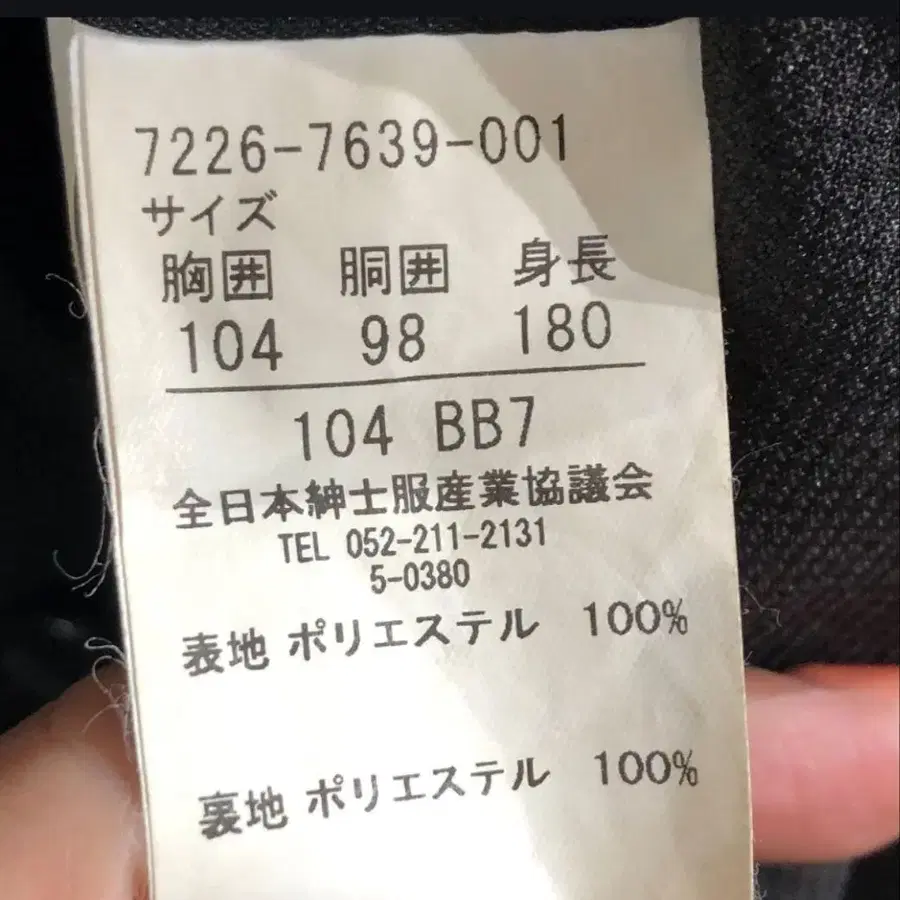 7226-7639-001
サイズ
胸囲 胴囲 身長
104 98 180
104 BB7
全日本紳士服産業協議会
TEL 052-211-2131
5-0380
表地 ポリエステル 100%
裏地 ポリエステル 100%